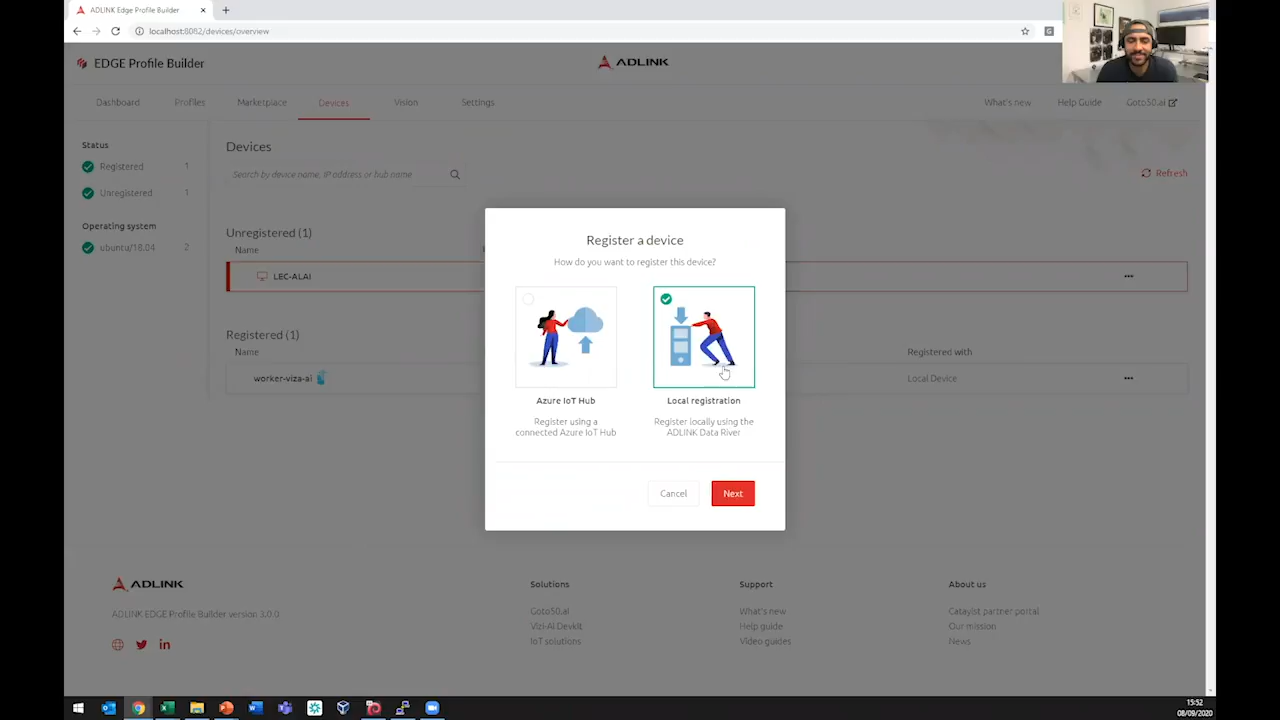 ADLINK Edge Profile Builder
localhost:8082/devices/overview
EDGE Profile Builder
ADLINK
Dashboard Profiles Marketplace Devices Vision Settings What's new Help Guide Goto50.ai
Status
Registered 1
Unregistered 1
Operating system
ubuntu/18.04 2
Devices
Search by device name, IP address or hub name
Refresh
Unregistered (1)
Name
LEC-ALAI
Registered (1)
Name Registered with
worker-viza-ai Local Device
Register a device
How do you want to register this device?
Azure IoT Hub
Register using a
connected Azure IoT Hub
Local registration
Register locally using the
ADLINK Data River
Cancel Next
ADLINK
ADLINK EDGE Profile Builder version 3.0.0
Solutions
Goto50.ai
Vizi-AI Devkit
IoT solutions
Support
What's new
Help guide
Video guides
About us
Catalyst partner portal
Our mission
News
15:52
08/09/2020